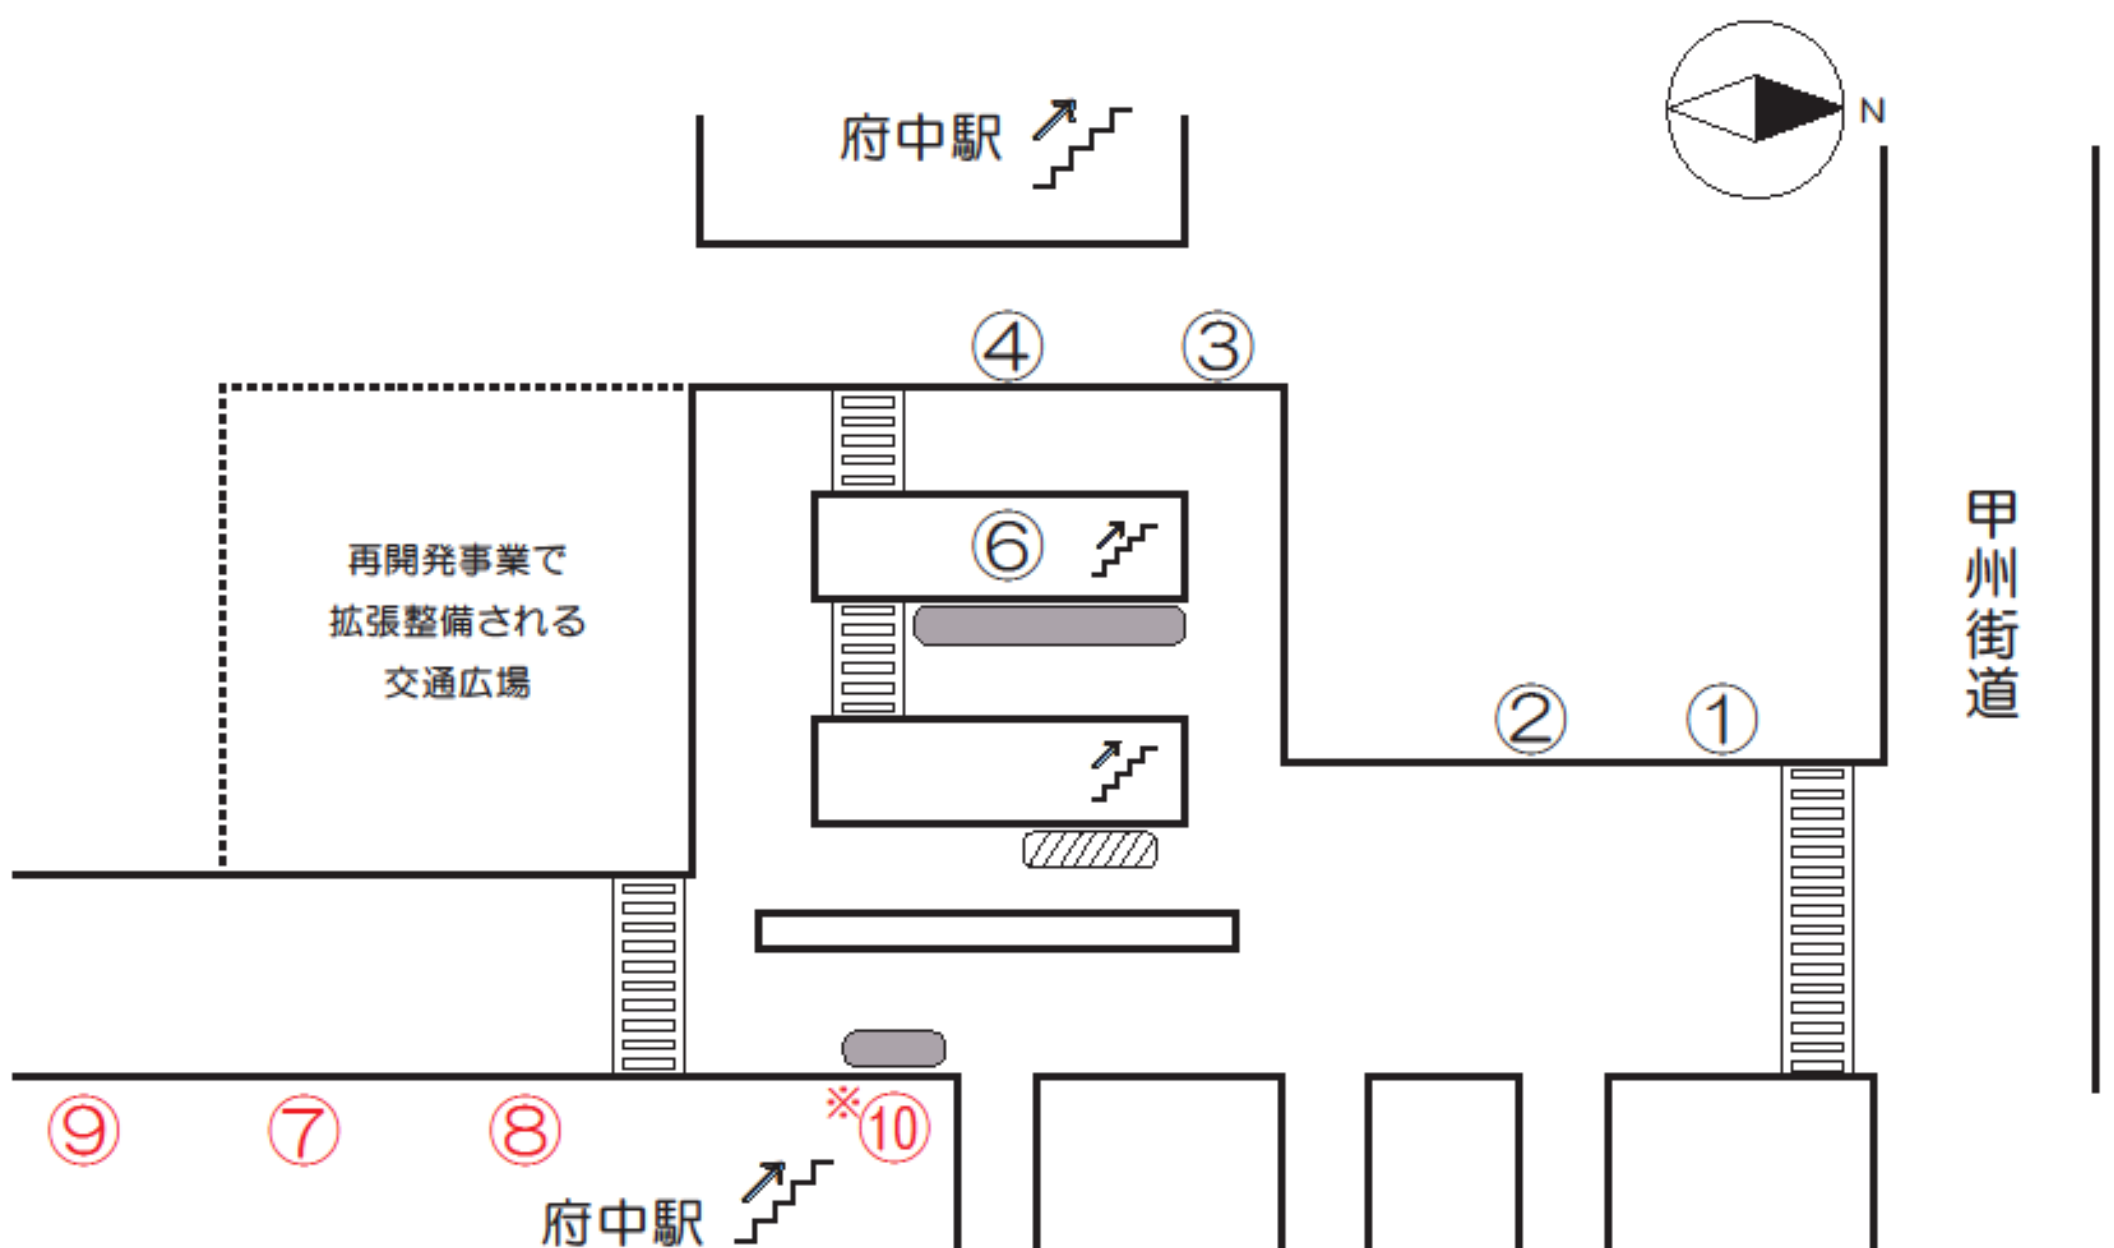 府中駅
N
④ ③
再開発事業で
拡張整備される
交通広場
⑥
② ①
甲州街道
⑨ ⑦ ⑧ ※⑩
府中駅